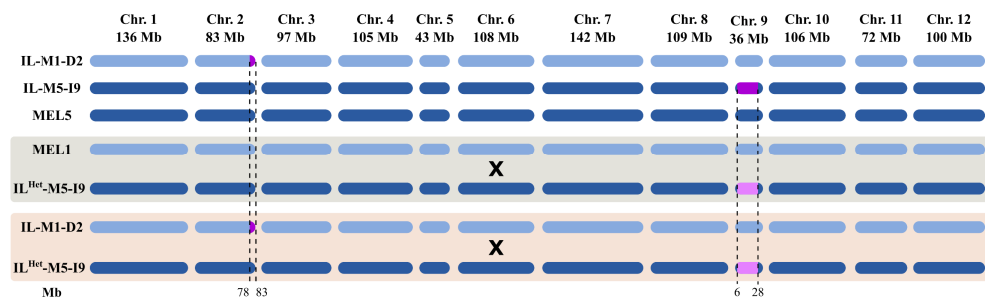 Chr. 1 Chr. 2 Chr. 3 Chr. 4 Chr. 5 Chr. 6 Chr. 7 Chr. 8 Chr. 9 Chr. 10 Chr. 11 Chr. 12
136 Mb 83 Mb 97 Mb 105 Mb 43 Mb 108 Mb 142 Mb 109 Mb 36 Mb 106 Mb 72 Mb 100 Mb
IL-M1-D2
IL-M5-I9
MEL5
MEL1
X
ILHet-M5-I9
IL-M1-D2
X
ILHet-M5-I9
Mb 78 83 6 28